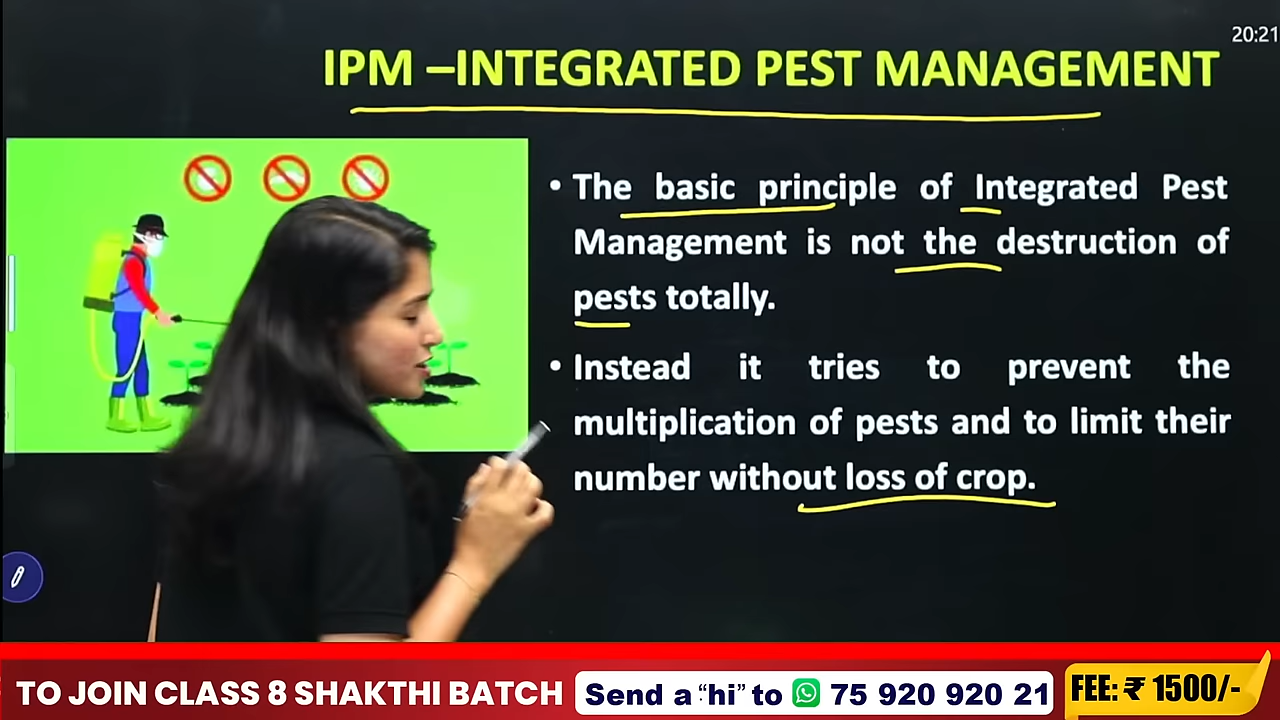 20:21
IPM –INTEGRATED PEST MANAGEMENT
• The basic principle of Integrated Pest
Management is not the destruction of
pests totally.
• Instead it tries to prevent the
multiplication of pests and to limit their
number without loss of crop.
TO JOIN CLASS 8 SHAKTHI BATCH
Send a “hi” to 75 920 920 21
FEE: ₹ 1500/-